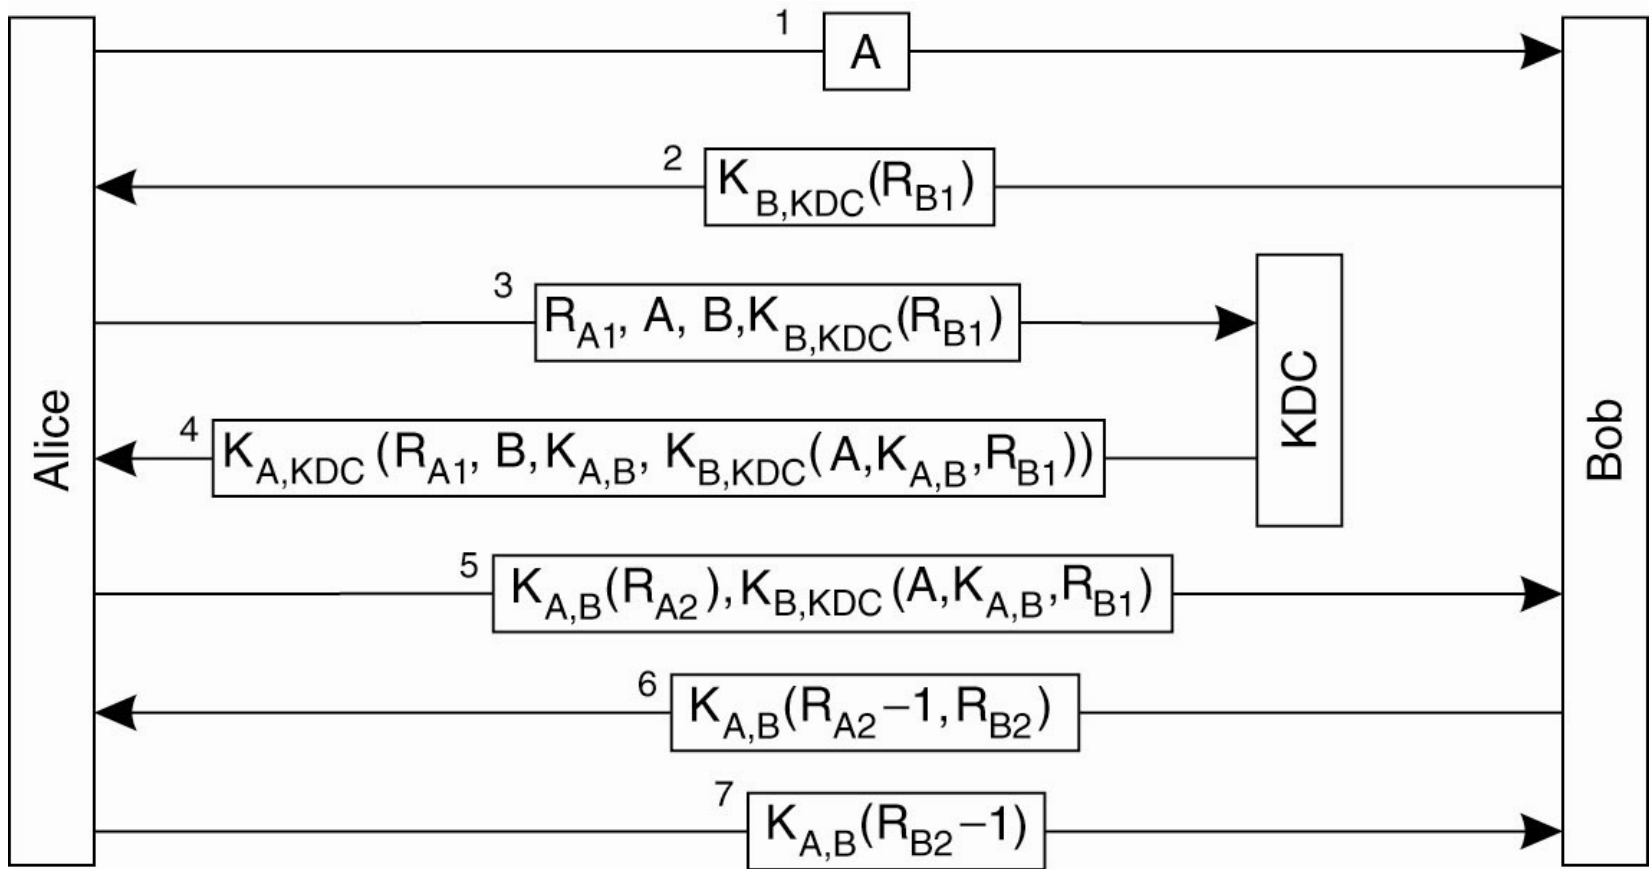 1
A
2
K_B,KDC(R_B1)
3
R_A1, A, B,K_B,KDC(R_B1)
KDC
4
K_A,KDC (R_A1, B,K_A,B, K_B,KDC(A,K_A,B,R_B1))
Alice
Bob
5
K_A,B(R_A2),K_B,KDC(A,K_A,B,R_B1)
6
K_A,B(R_A2−1,R_B2)
7
K_A,B(R_B2−1)